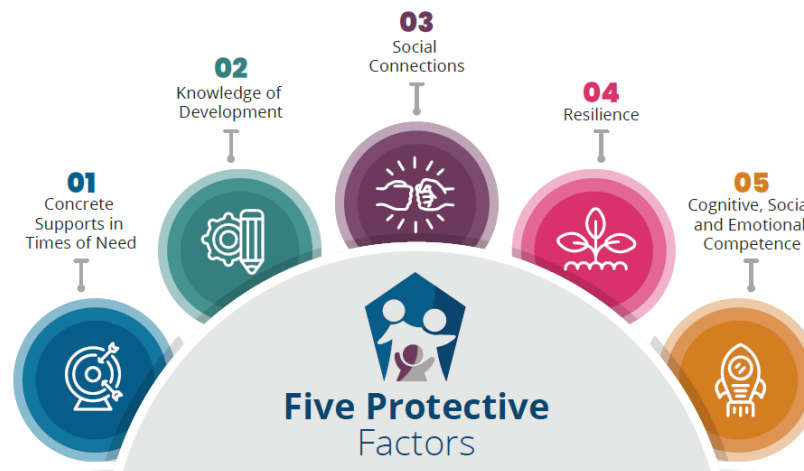 01
Concrete
Supports in
Times of Need
02
Knowledge of
Development
03
Social
Connections
04
Resilience
05
Cognitive, Socia
and Emotional
Competence
Five Protective
Factors